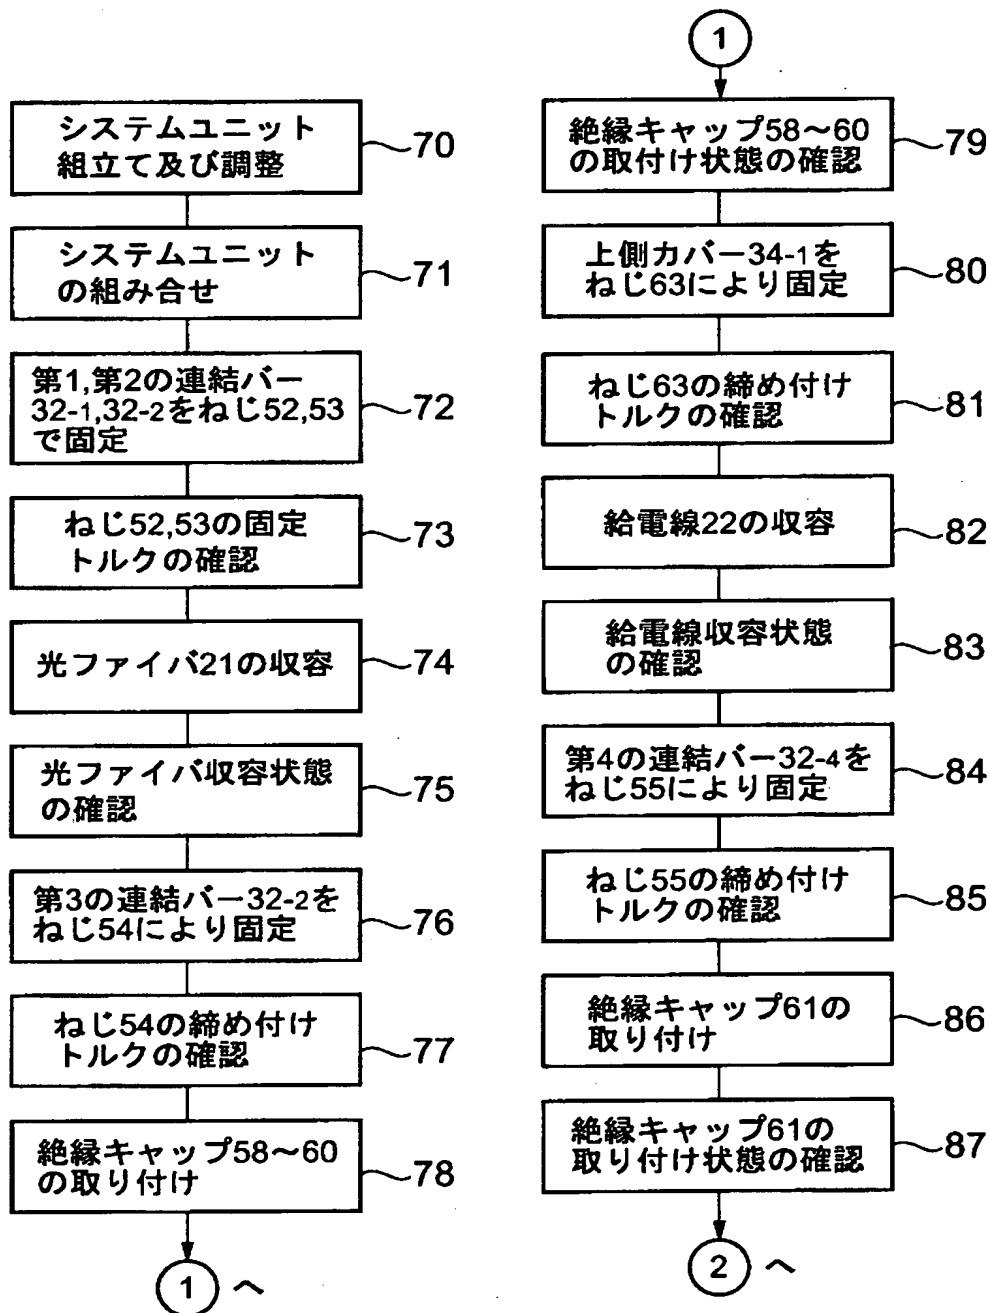 システムユニット
組立て及び調整
70
システムユニット
の組み合せ
71
第1,第2の連結バー
32-1,32-2をねじ52,53
で固定
72
ねじ52,53の固定
トルクの確認
73
光ファイバ21の収容
74
光ファイバ収容状態
の確認
75
第3の連結バー32-2を
ねじ54により固定
76
ねじ54の締め付け
トルクの確認
77
絶縁キャップ58～60
の取り付け
78
1 へ
1
絶縁キャップ58～60
の取付け状態の確認
79
上側カバー34-1を
ねじ63により固定
80
ねじ63の締め付け
トルクの確認
81
給電線22の収容
82
給電線収容状態
の確認
83
第4の連結バー32-4を
ねじ55により固定
84
ねじ55の締め付け
トルクの確認
85
絶縁キャップ61の
取り付け
86
絶縁キャップ61の
取り付け状態の確認
87
2 へ